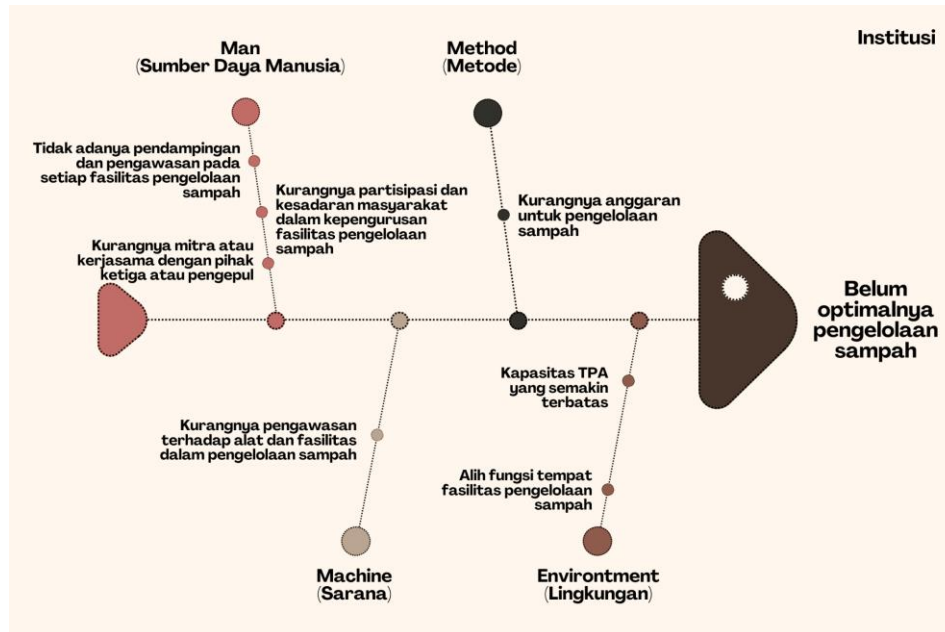 Institusi
Man
(Sumber Daya Manusia)
Method
(Metode)
Tidak adanya pendampingan
dan pengawasan pada
setiap fasilitas pengelolaan
sampah
Kurangnya partisipasi dan
kesadaran masyarakat
dalam kepengurusan
fasilitas pengelolaan
sampah
Kurangnya mitra atau
kerjasama dengan pihak
ketiga atau pengepul
Kurangnya anggaran
untuk pengelolaan
sampah
Belum
optimalnya
pengelolaan
sampah
Kurangnya pengawasan
terhadap alat dan fasilitas
dalam pengelolaan sampah
Kapasitas TPA
yang semakin
terbatas
Alih fungsi tempat
fasilitas pengelolaan
sampah
Machine
(Sarana)
Environtment
(Lingkungan)